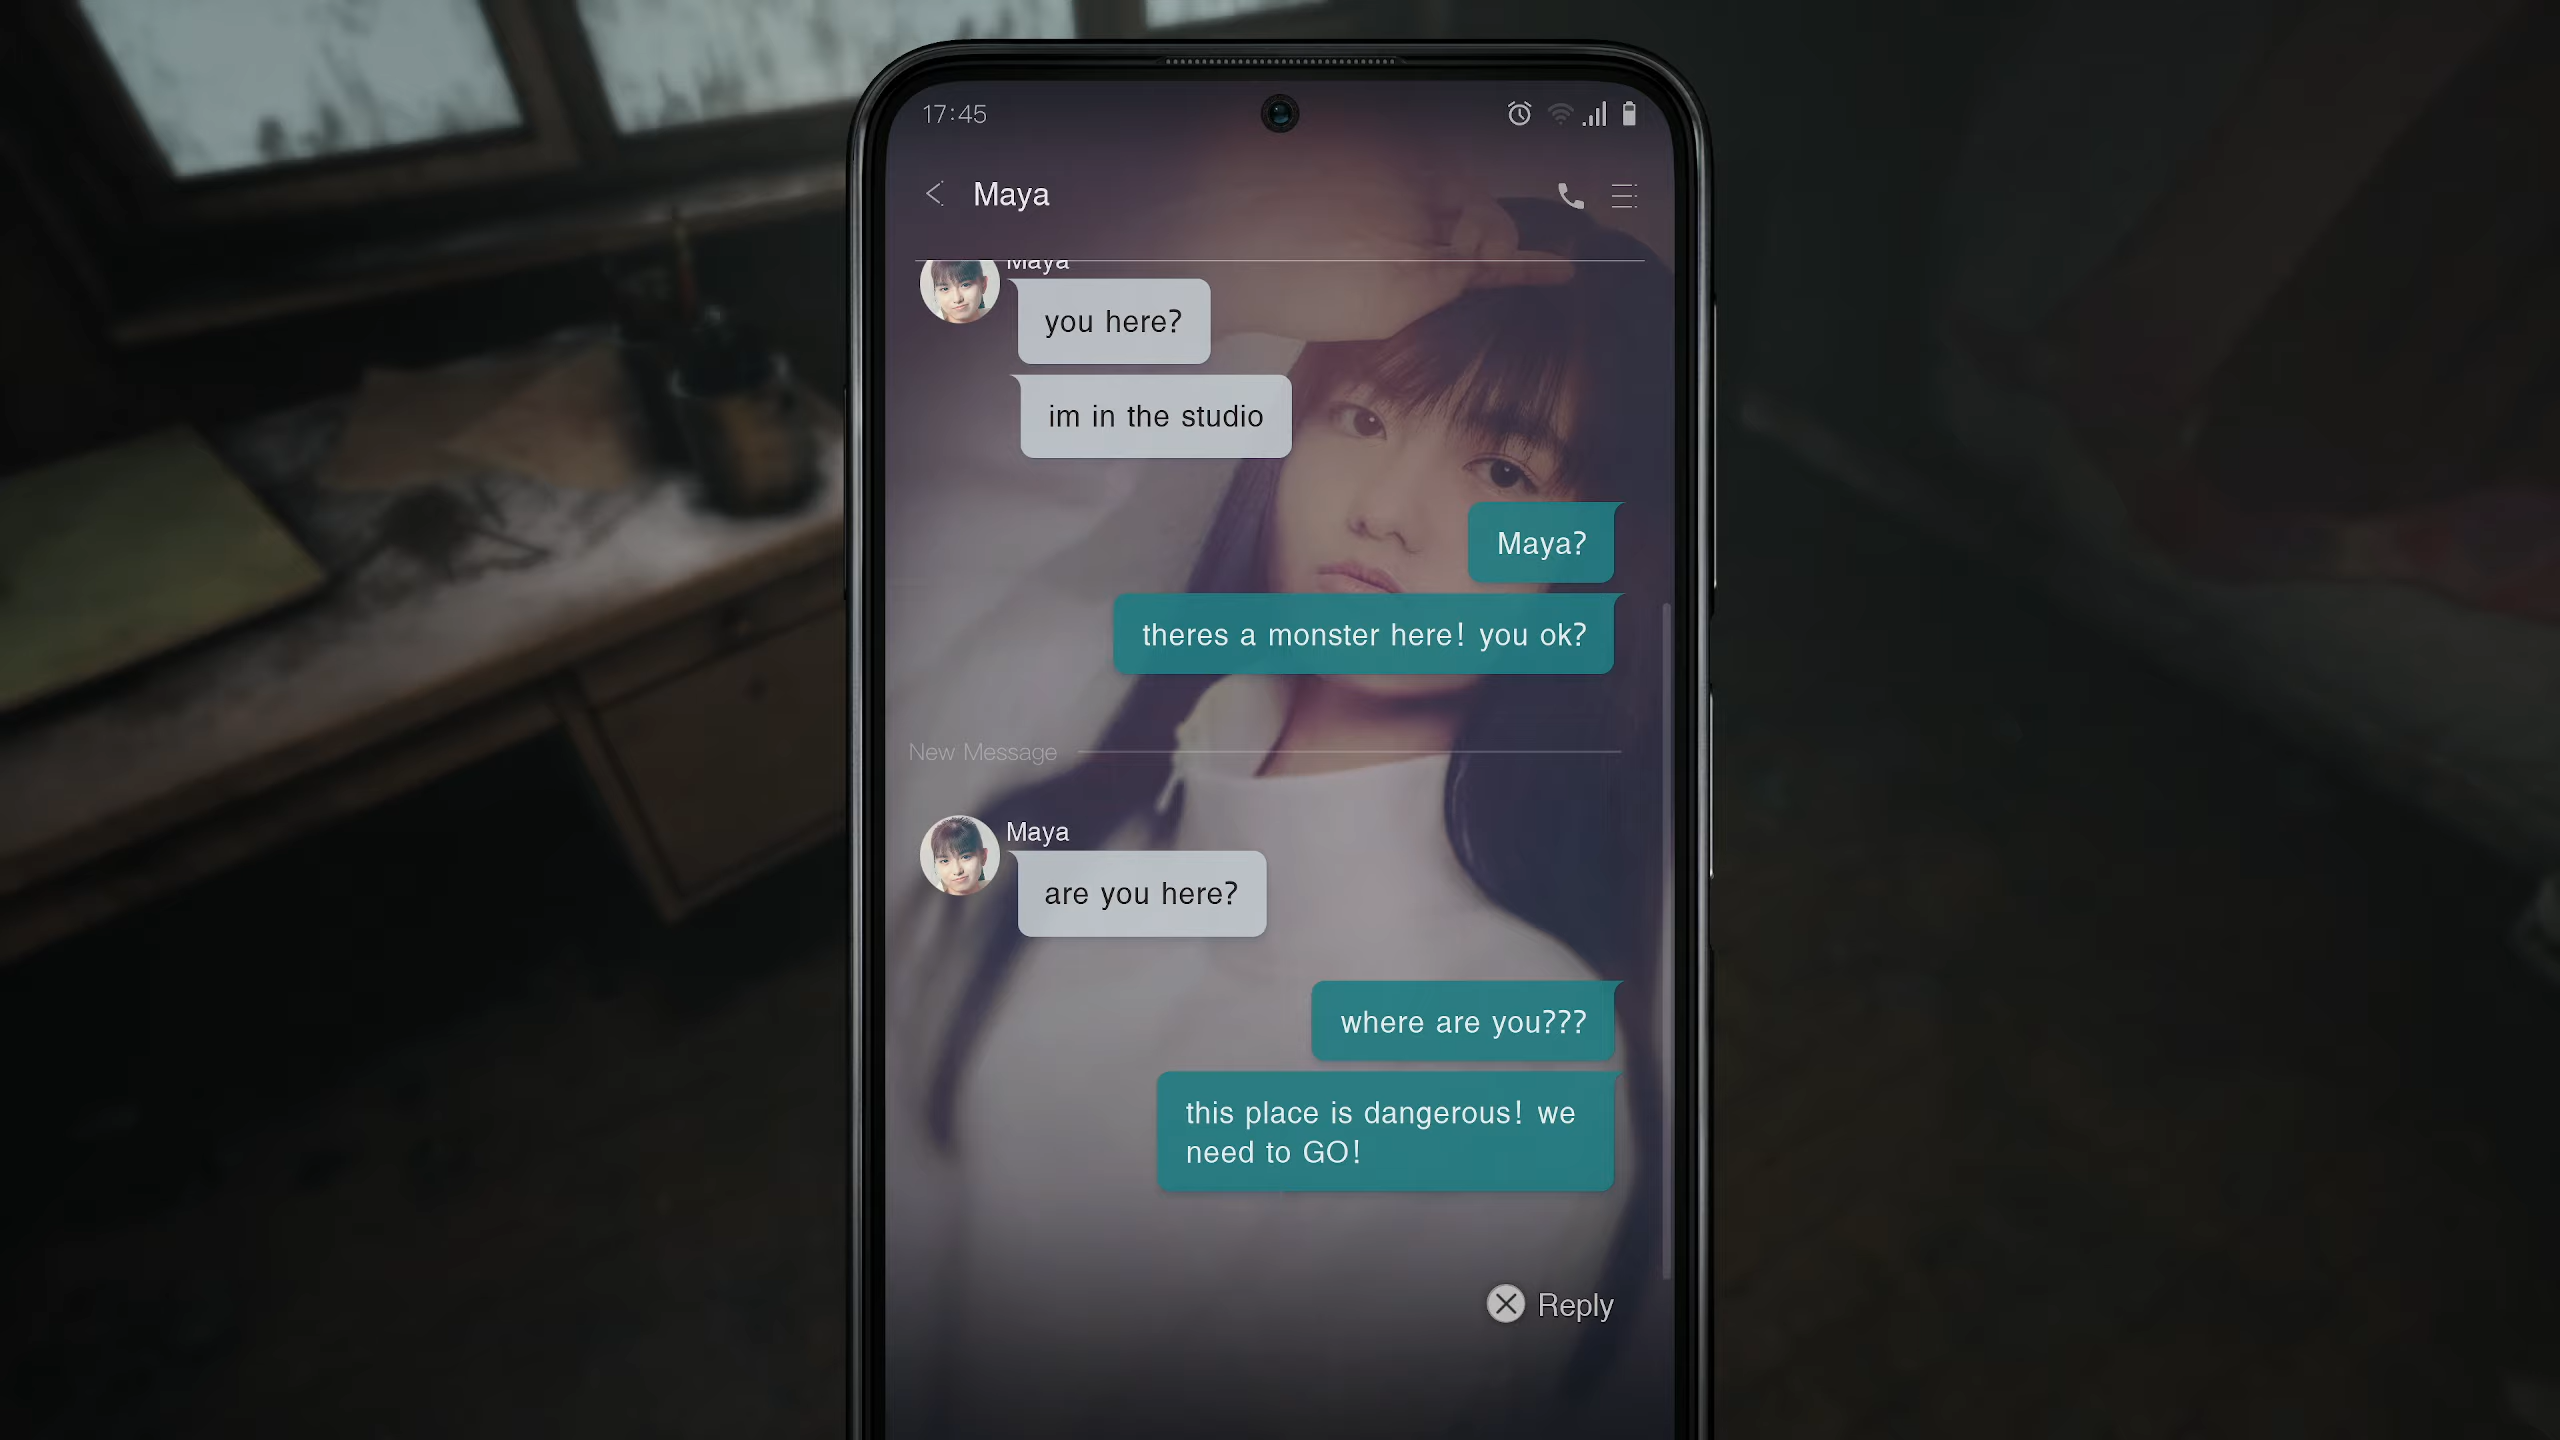 17:45
Maya
Maya
you here?
im in the studio
Maya?
theres a monster here! you ok?
New Message
Maya
are you here?
where are you???
this place is dangerous! we
need to GO!
Reply